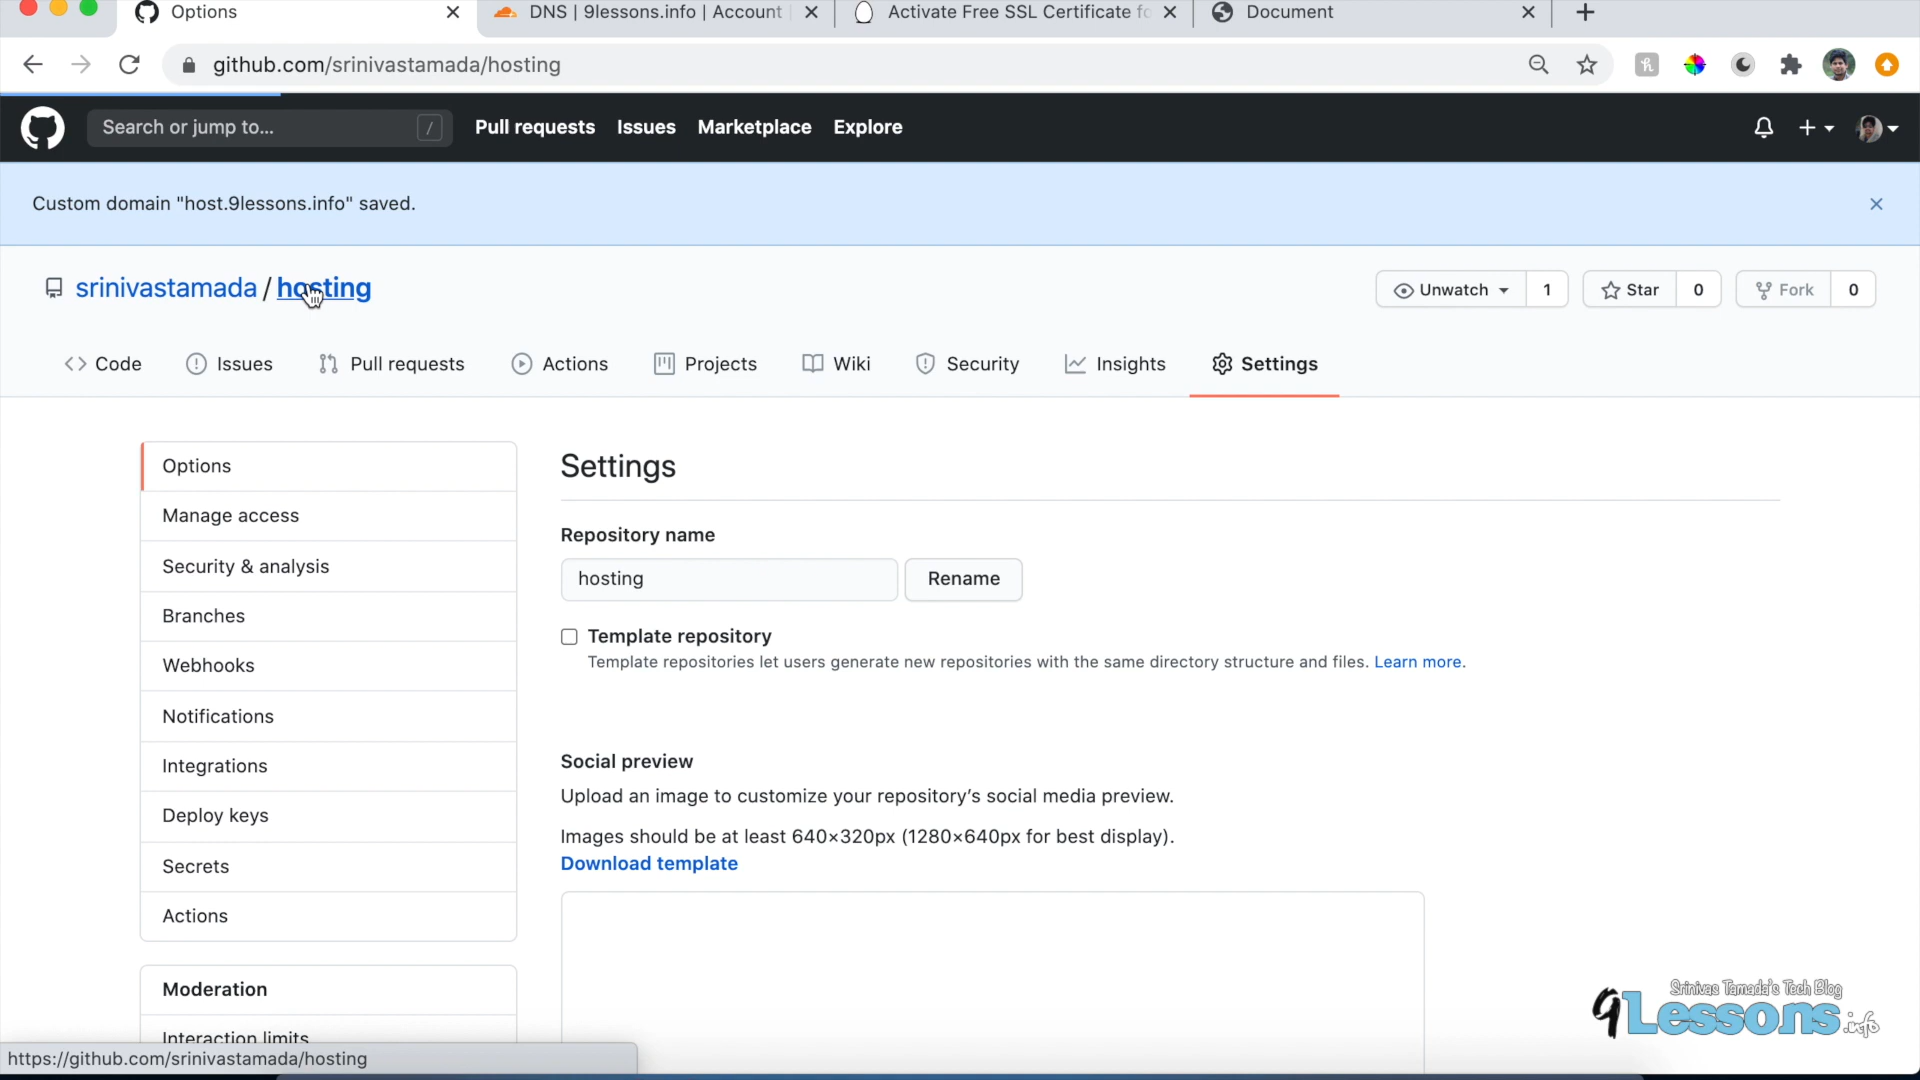 Options
DNS | 9lessons.info | Account
Activate Free SSL Certificate fo
Document
github.com/srinivastamada/hosting
Search or jump to...
/
Pull requests
Issues
Marketplace
Explore
Custom domain "host.9lessons.info" saved.
srinivastamada / hosting
Unwatch 1
Star 0
Fork 0
Code
Issues
Pull requests
Actions
Projects
Wiki
Security
Insights
Settings
Options
Manage access
Security & analysis
Branches
Webhooks
Notifications
Integrations
Deploy keys
Secrets
Actions
Moderation
Interaction limits
Settings
Repository name
hosting
Rename
Template repository
Template repositories let users generate new repositories with the same directory structure and files. Learn more.
Social preview
Upload an image to customize your repository’s social media preview.
Images should be at least 640×320px (1280×640px for best display).
Download template
Srinivas Tamada's Tech Blog
9Lessons.info
https://github.com/srinivastamada/hosting